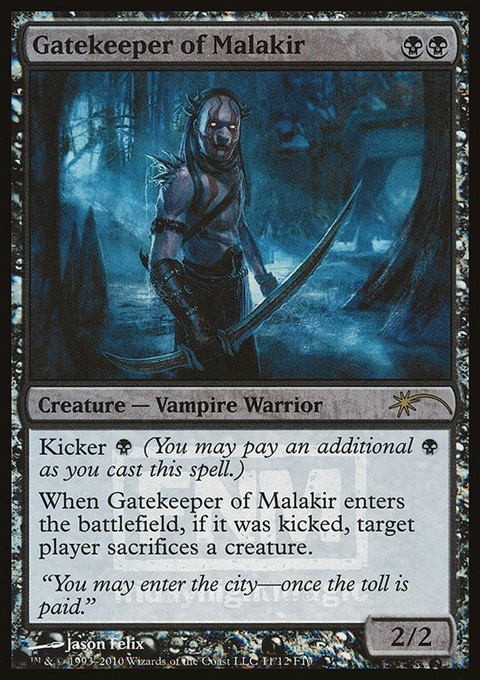 Gatekeeper of Malakir
Creature — Vampire Warrior
Kicker (You may pay an additional
as you cast this spell.)
When Gatekeeper of Malakir enters
the battlefield, if it was kicked, target
player sacrifices a creature.
FNM
“You may enter the city—once the toll is
paid.”
2/2
Jason Felix
™ & © 1993–2010 Wizards of the Coast LLC 11/12 F10